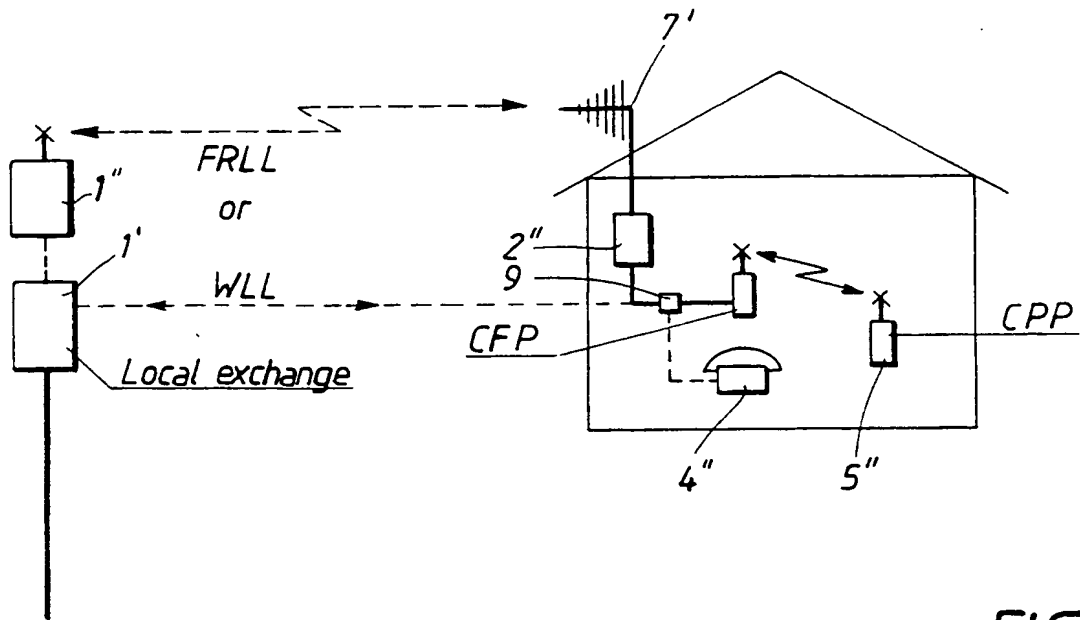 7'
1"
FRLL
or
1'
2"
9
WLL
CFP
CPP
Local exchange
4"
5"